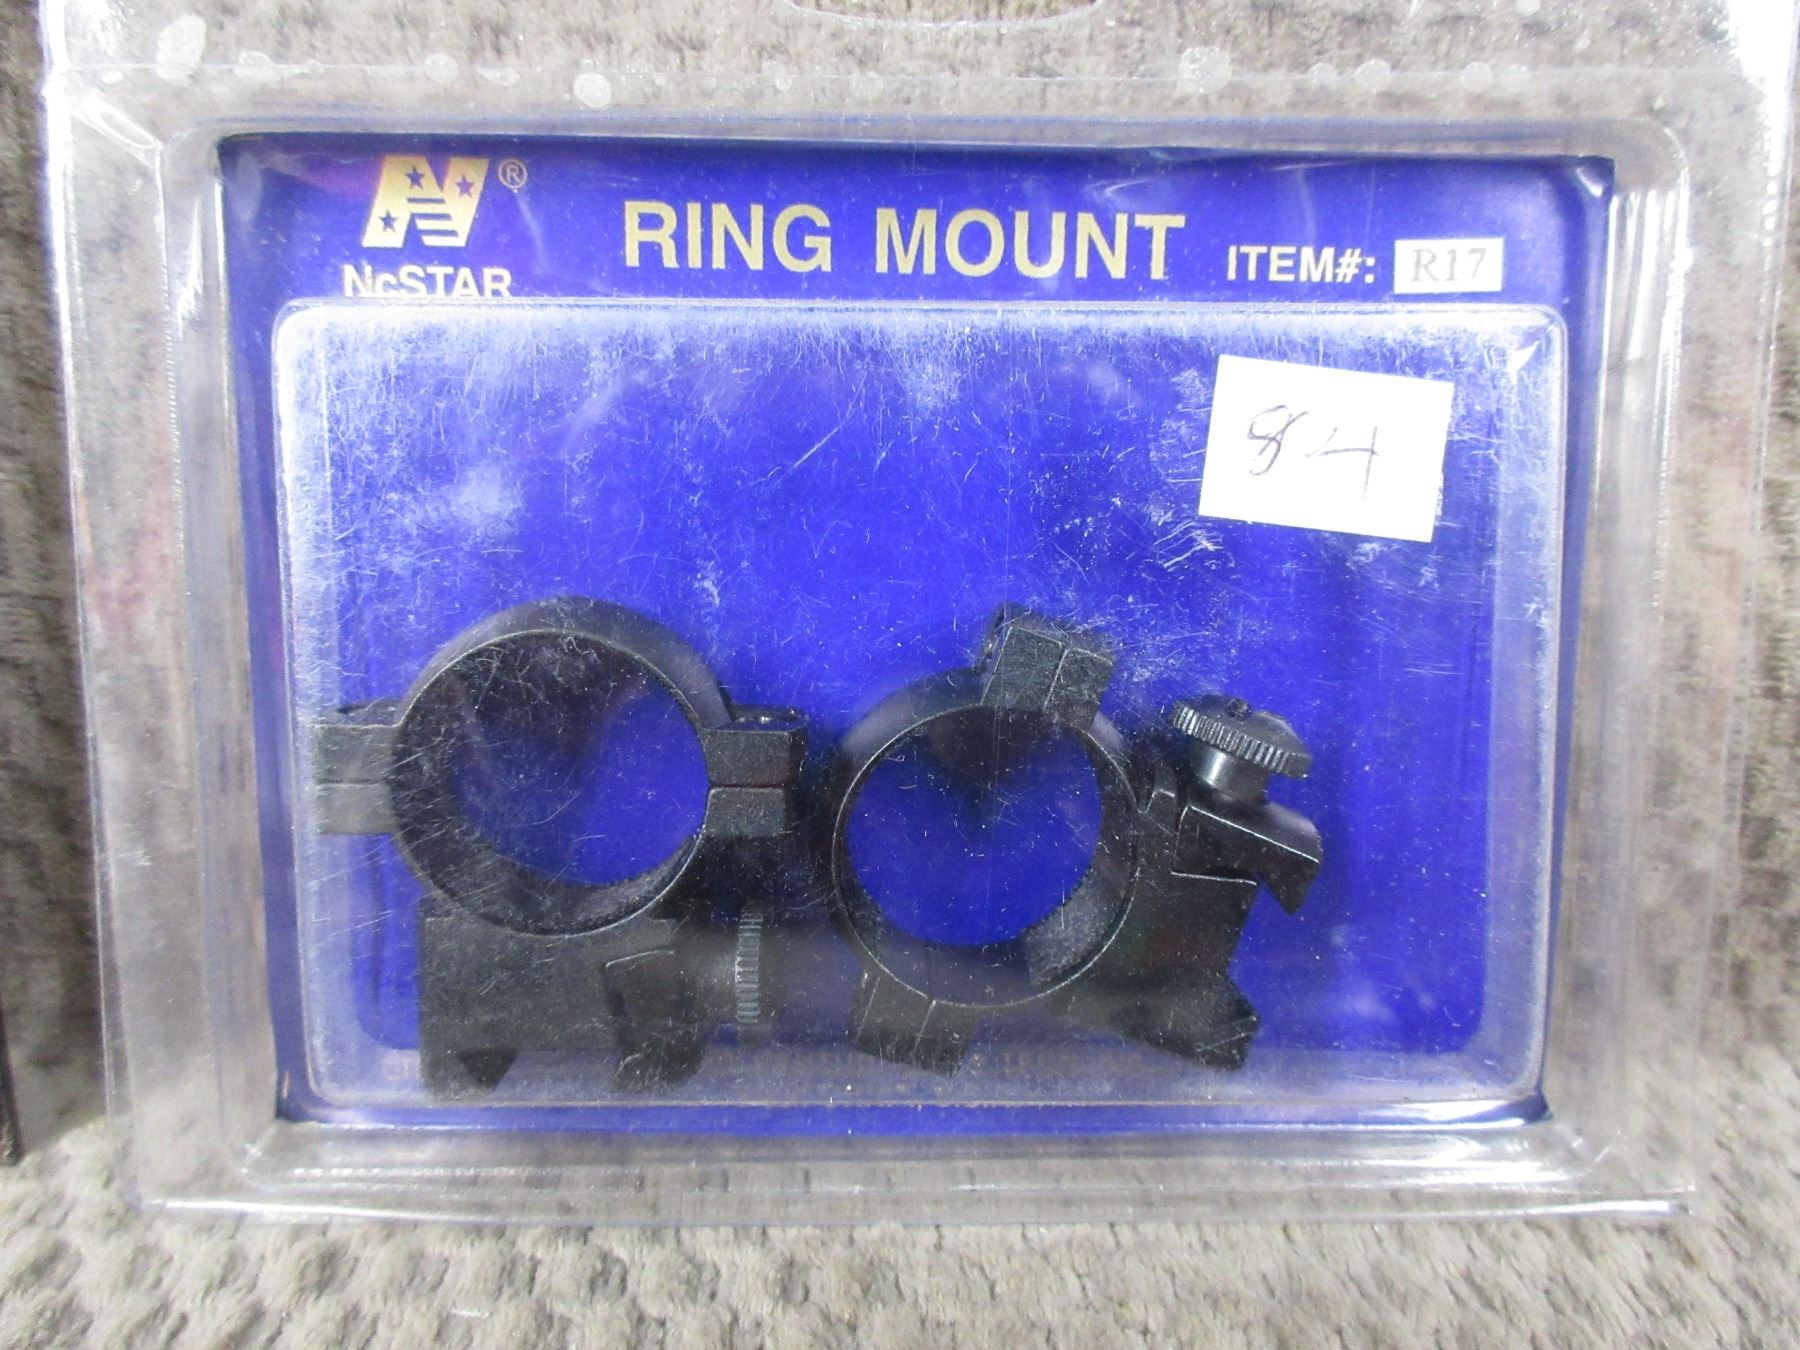 ®
NcSTAR
RING MOUNT
ITEM#: R17
84